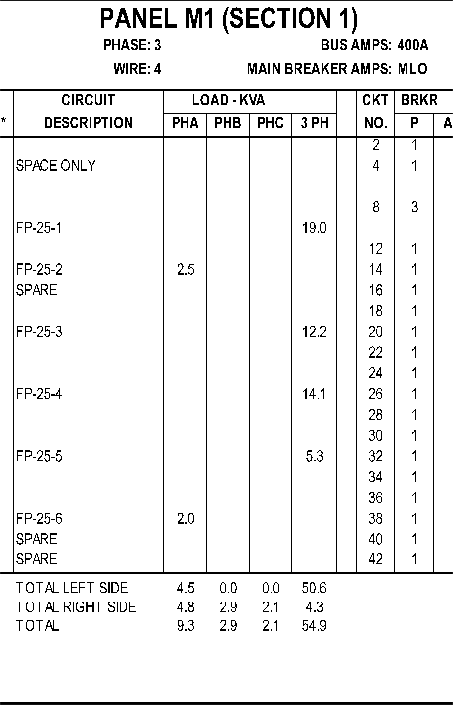 PANEL M1 (SECTION 1)
PHASE: 3 BUS AMPS: 400A
WIRE: 4 MAIN BREAKER AMPS: MLO
CIRCUIT LOAD - KVA CKT BRKR
* DESCRIPTION PHA PHB PHC 3 PH NO. P A
2 1
SPACE ONLY 4 1
8 3
FP-25-1 19.0
12 1
FP-25-2 2.5 14 1
SPARE 16 1
18 1
FP-25-3 12.2 20 1
22 1
24 1
FP-25-4 14.1 26 1
28 1
30 1
FP-25-5 5.3 32 1
34 1
36 1
FP-25-6 2.0 38 1
SPARE 40 1
SPARE 42 1
TOTAL LEFT SIDE 4.5 0.0 0.0 50.6
TOTAL RIGHT SIDE 4.8 2.9 2.1 4.3
TOTAL 9.3 2.9 2.1 54.9